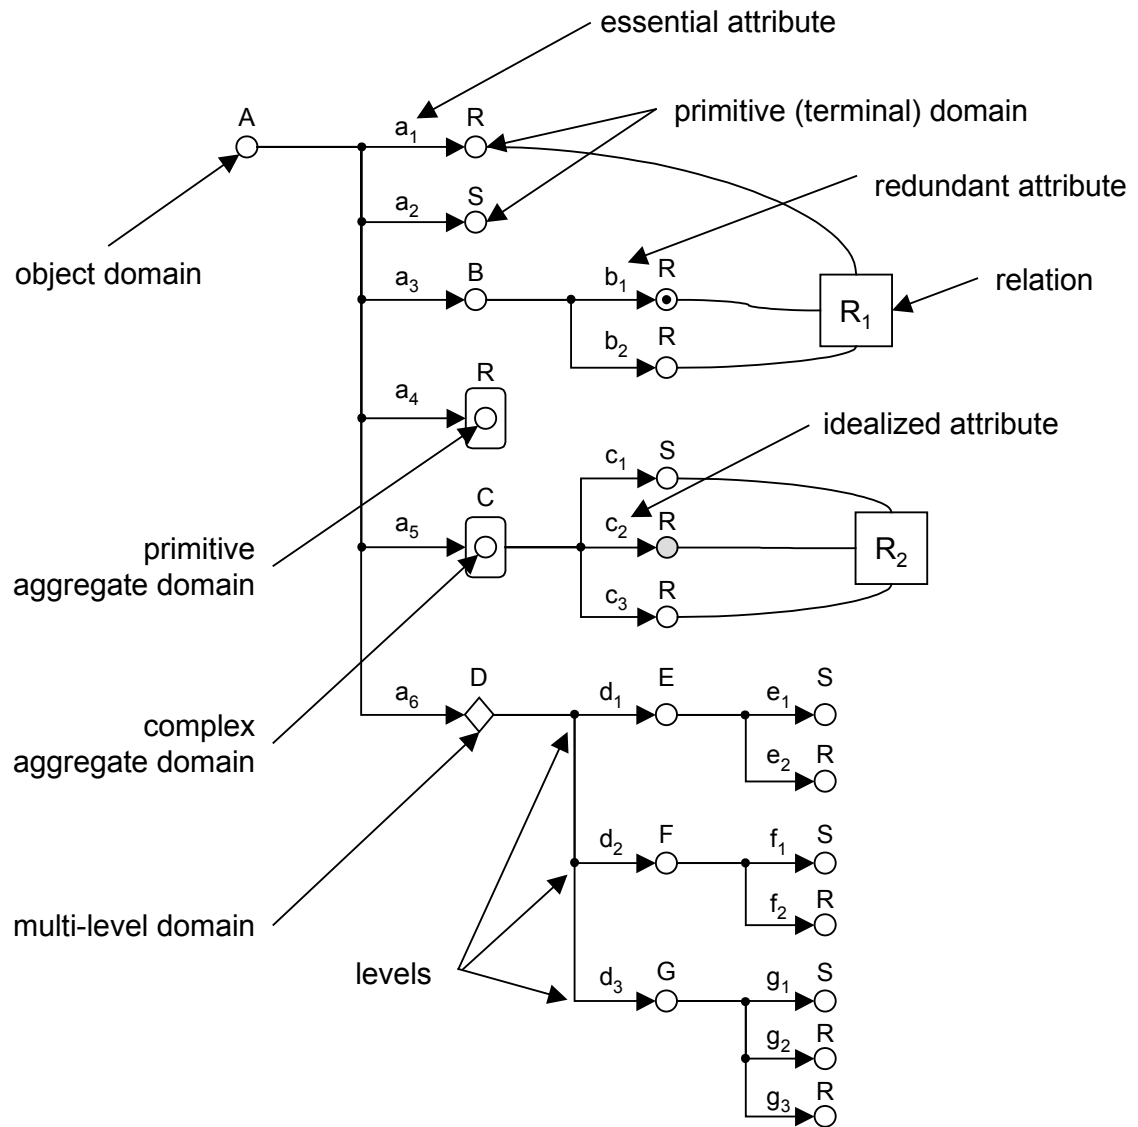 essential attribute
A
a1
R
primitive (terminal) domain
redundant attribute
a2
S
object domain
a3
B
b1
R
relation
R1
b2
R
a4
R
idealized attribute
c1
S
a5
C
c2
R
R2
primitive
aggregate domain
c3
R
a6
D
d1
E
e1
S
complex
aggregate domain
e2
R
d2
F
f1
S
multi-level domain
f2
R
levels
d3
G
g1
S
g2
R
g3
R